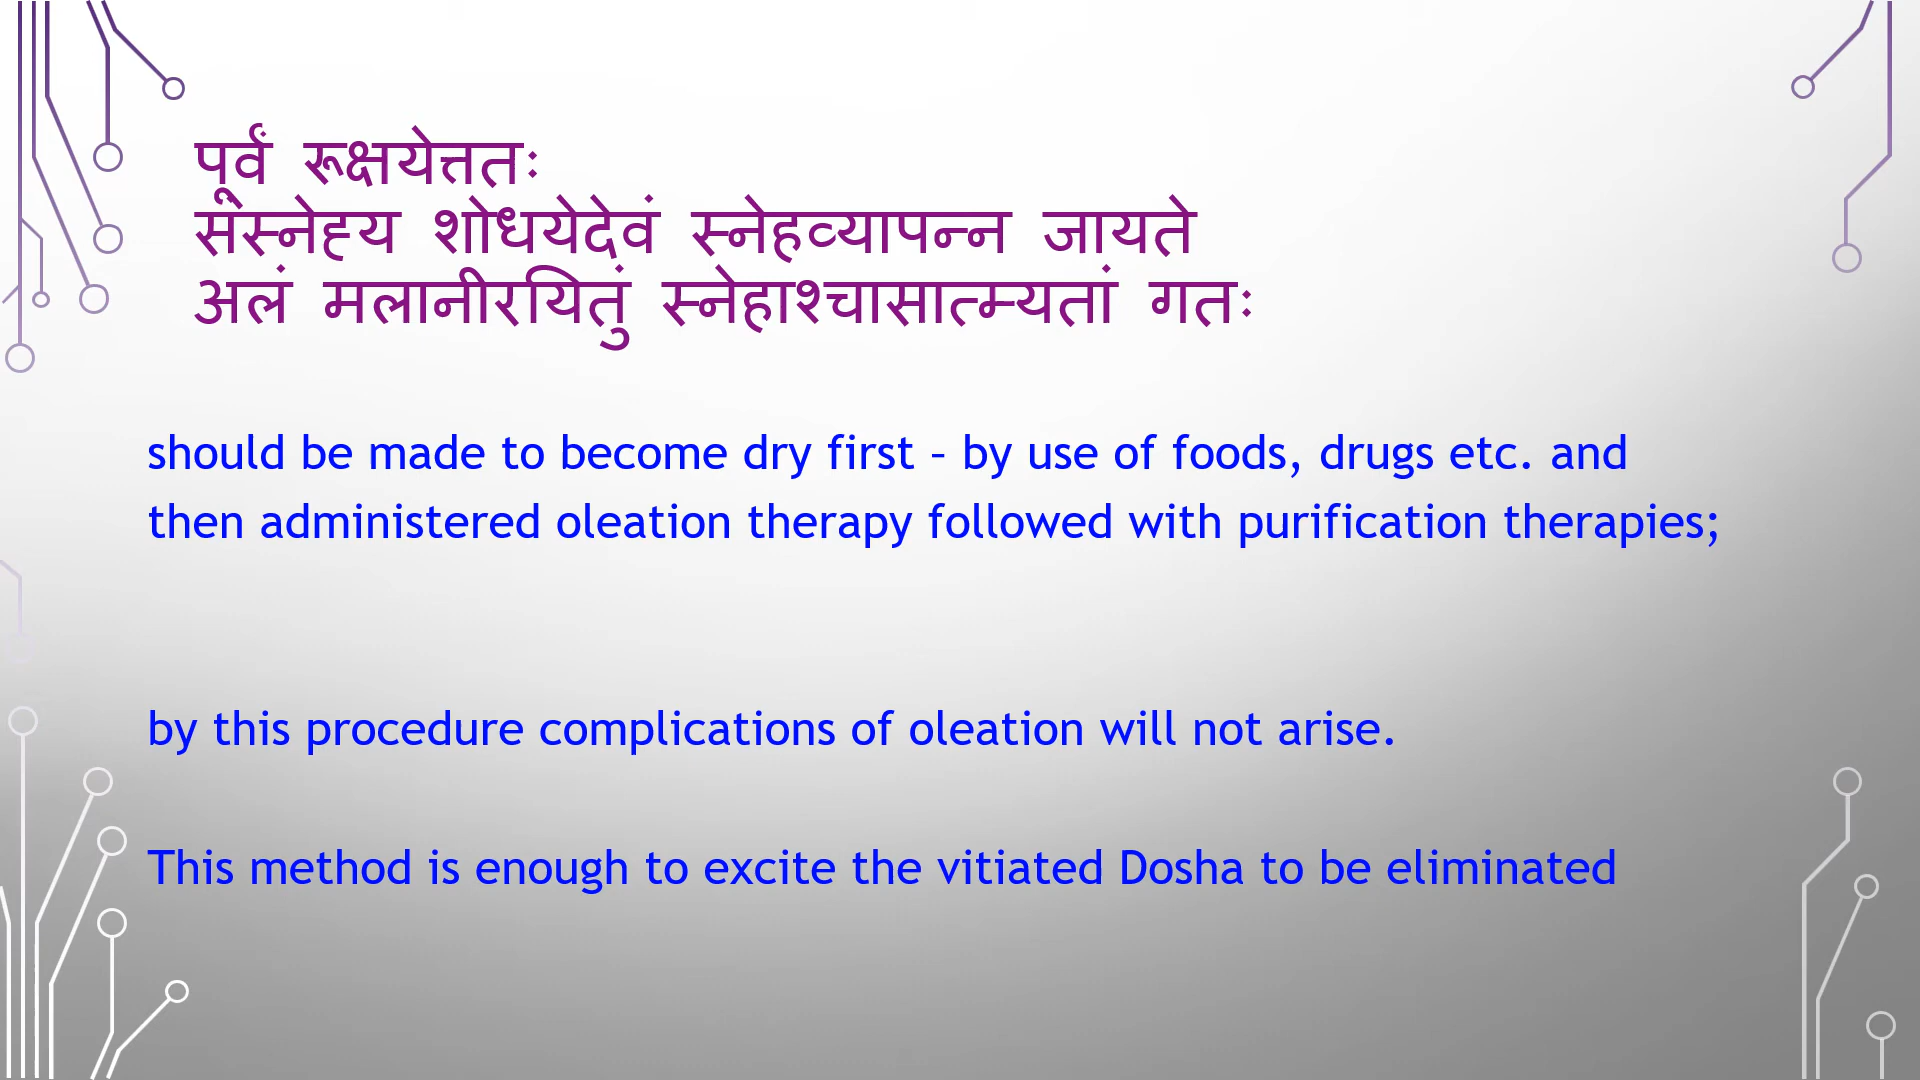 पूर्वं रूक्षयेत्ततः
संस्नेह्य शोधयेदेवं स्नेहव्यापन्न जायते
अलं मलानीरयितुं स्नेहाश्चासात्म्यतां गतः
should be made to become dry first – by use of foods, drugs etc. and
then administered oleation therapy followed with purification therapies;
by this procedure complications of oleation will not arise.
This method is enough to excite the vitiated Dosha to be eliminated